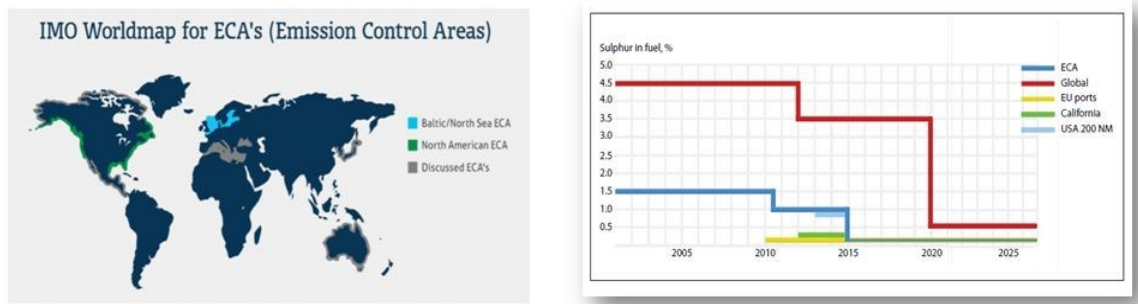 IMO Worldmap for ECA's (Emission Control Areas)
Baltic/North Sea ECA
North American ECA
Discussed ECA's
Sulphur in fuel, %
5.0
4.5
4.0
3.5
3.0
2.5
2.0
1.5
1.0
0.5
2005
2010
2015
2020
2025
ECA
Global
EU ports
California
USA 200 NM